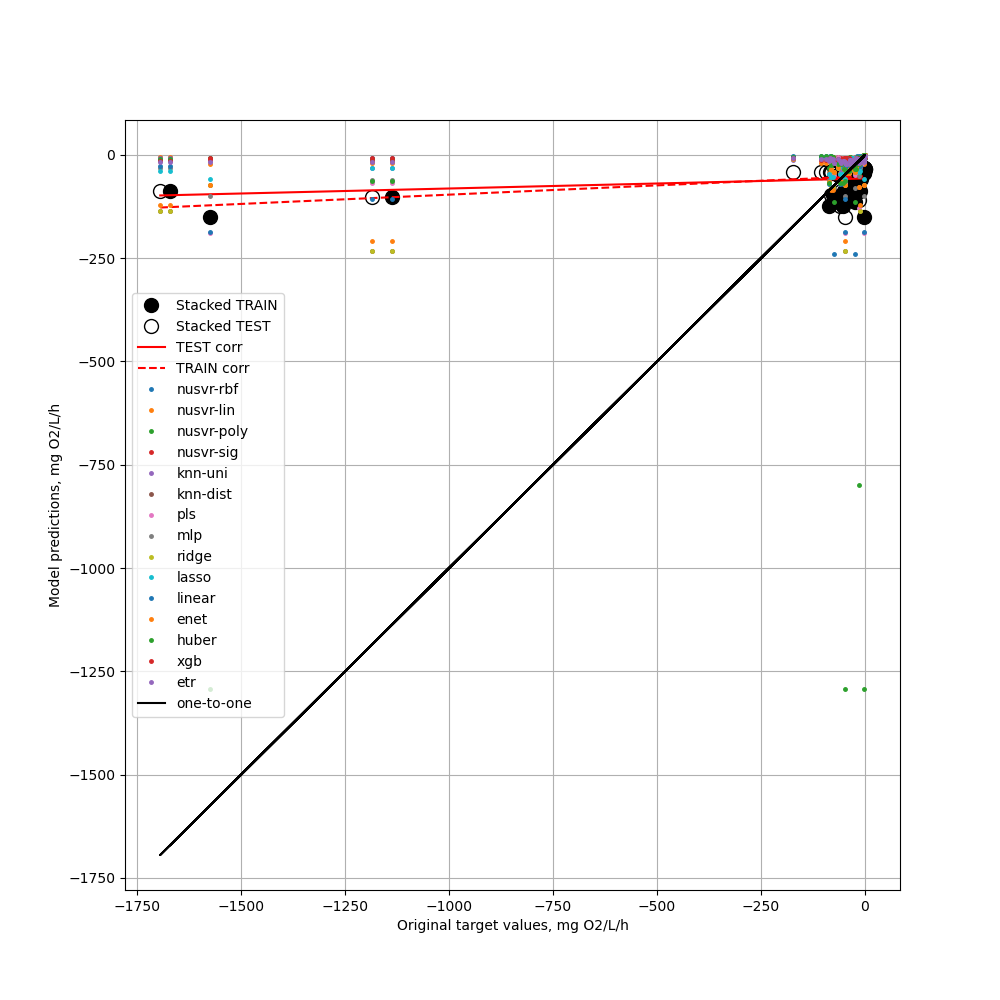 0
−250
−500
−750
−1000
−1250
−1500
−1750
Model predictions, mg O2/L/h
Stacked TRAIN
Stacked TEST
TEST corr
TRAIN corr
nusvr-rbf
nusvr-lin
nusvr-poly
nusvr-sig
knn-uni
knn-dist
pls
mlp
ridge
lasso
linear
enet
huber
xgb
etr
one-to-one
−1750 −1500 −1250 −1000 −750 −500 −250 0
Original target values, mg O2/L/h